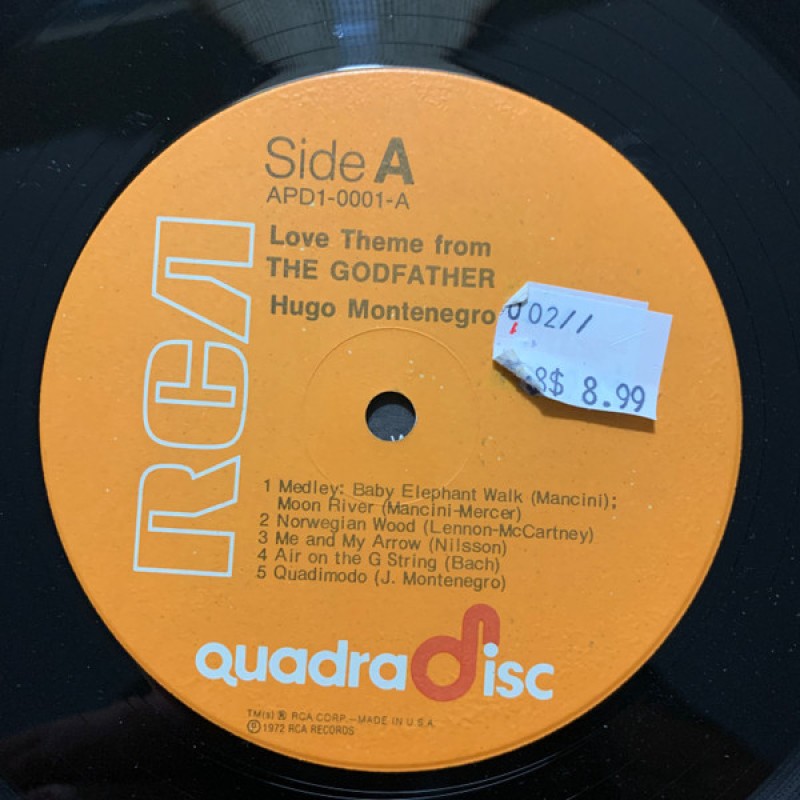 Side A
APD1-0001-A
Love Theme from
THE GODFATHER
Hugo Montenegro
002//
8$ 8.99
RCA
1 Medley: Baby Elephant Walk (Mancini);
Moon River (Mancini-Mercer)
2 Norwegian Wood (Lennon-McCartney)
3 Me and My Arrow (Nilsson)
4 Air on the G String (Bach)
5 Quadimodo (J. Montenegro)
quadradisc
TM(s) ® RCA CORP.—MADE IN U.S.A.
℗ 1972 RCA RECORDS